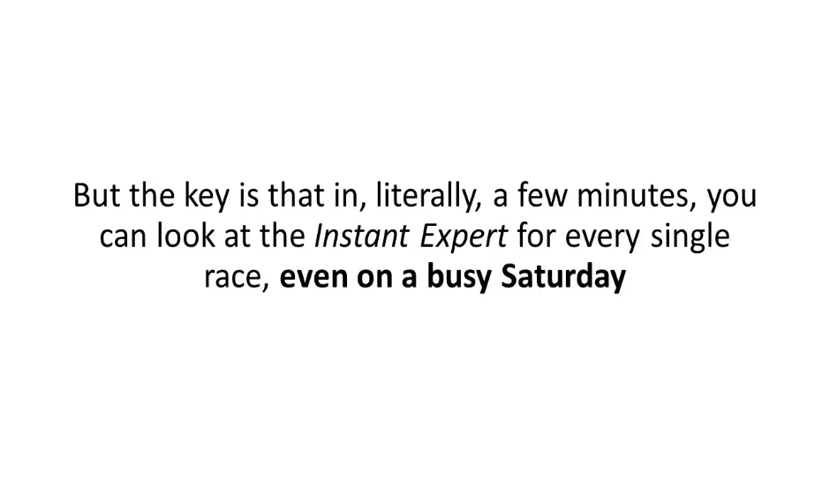 But the key is that in, literally, a few minutes, you
can look at the Instant Expert for every single
race, even on a busy Saturday